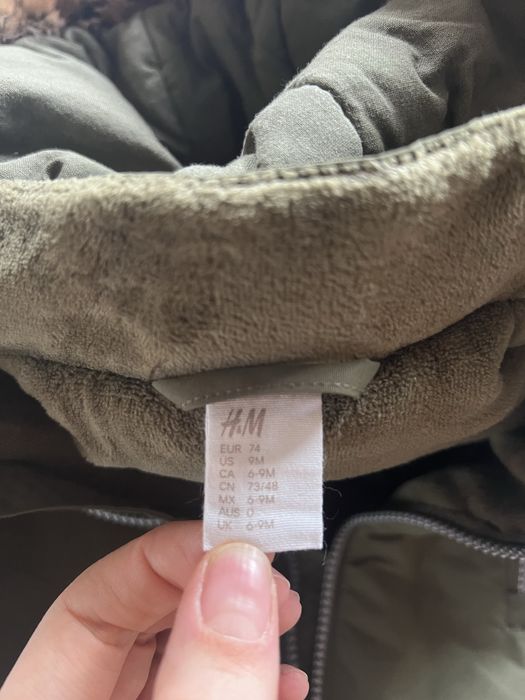 H&M
EUR 74
US 9M
CA 6-9M
CN 73/48
MX 6-9M
AUS 0
UK 6-9M